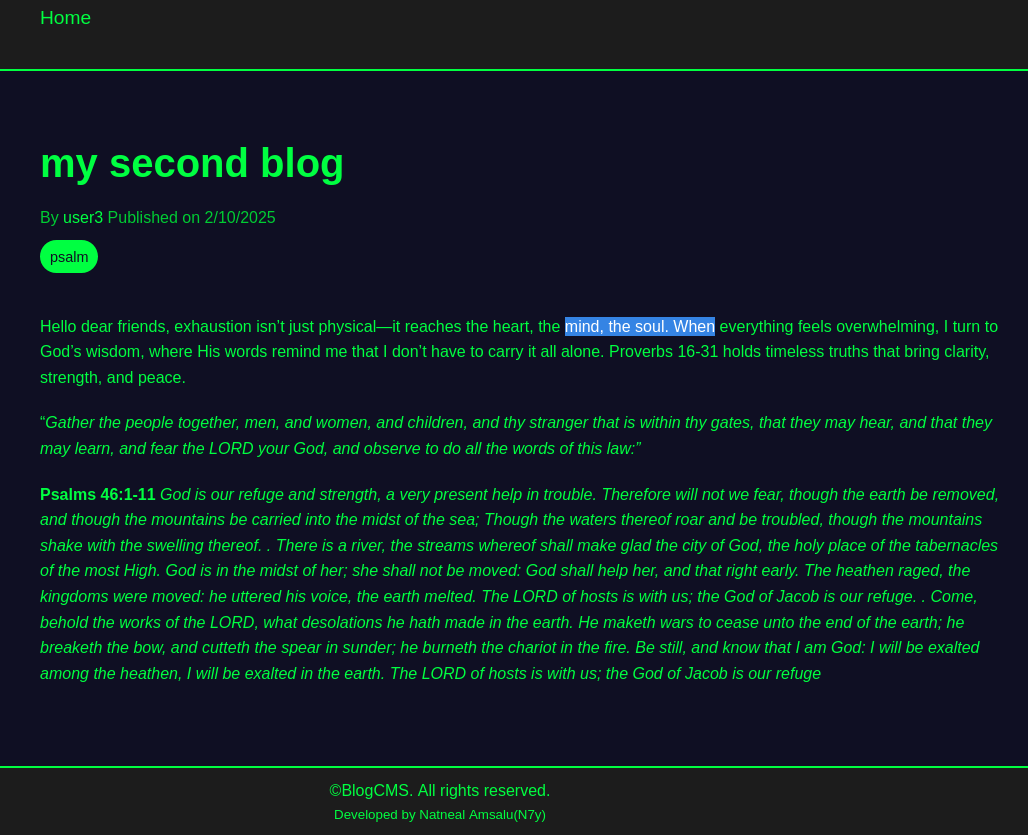 Home
my second blog
By user3 Published on 2/10/2025
psalm
Hello dear friends, exhaustion isn’t just physical—it reaches the heart, the mind, the soul. When everything feels overwhelming, I turn to
God’s wisdom, where His words remind me that I don’t have to carry it all alone. Proverbs 16-31 holds timeless truths that bring clarity,
strength, and peace.
“Gather the people together, men, and women, and children, and thy stranger that is within thy gates, that they may hear, and that they
may learn, and fear the LORD your God, and observe to do all the words of this law:”
Psalms 46:1-11 God is our refuge and strength, a very present help in trouble. Therefore will not we fear, though the earth be removed,
and though the mountains be carried into the midst of the sea; Though the waters thereof roar and be troubled, though the mountains
shake with the swelling thereof. . There is a river, the streams whereof shall make glad the city of God, the holy place of the tabernacles
of the most High. God is in the midst of her; she shall not be moved: God shall help her, and that right early. The heathen raged, the
kingdoms were moved: he uttered his voice, the earth melted. The LORD of hosts is with us; the God of Jacob is our refuge. . Come,
behold the works of the LORD, what desolations he hath made in the earth. He maketh wars to cease unto the end of the earth; he
breaketh the bow, and cutteth the spear in sunder; he burneth the chariot in the fire. Be still, and know that I am God: I will be exalted
among the heathen, I will be exalted in the earth. The LORD of hosts is with us; the God of Jacob is our refuge
©BlogCMS. All rights reserved.
Developed by Natneal Amsalu(N7y)